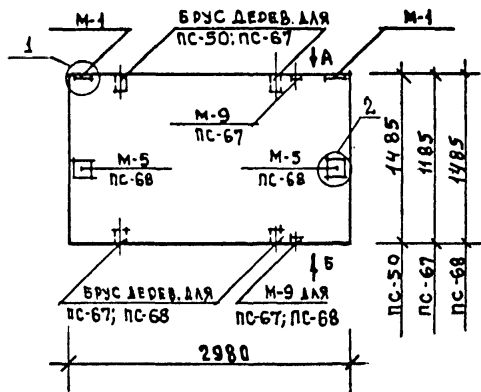 М-1
БРУС ДЕРЕВ. ДЛЯ
ПС-50; ПС-67
М-1
1
А
М-9
ПС-67
2
М-5
ПС-68
М-5
ПС-68
1485
1185
1485
Б
БРУС ДЕРЕВ. ДЛЯ
ПС-67; ПС-68
М-9 ДЛЯ
ПС-67; ПС-68
ПС-50
ПС-67
ПС-68
2980